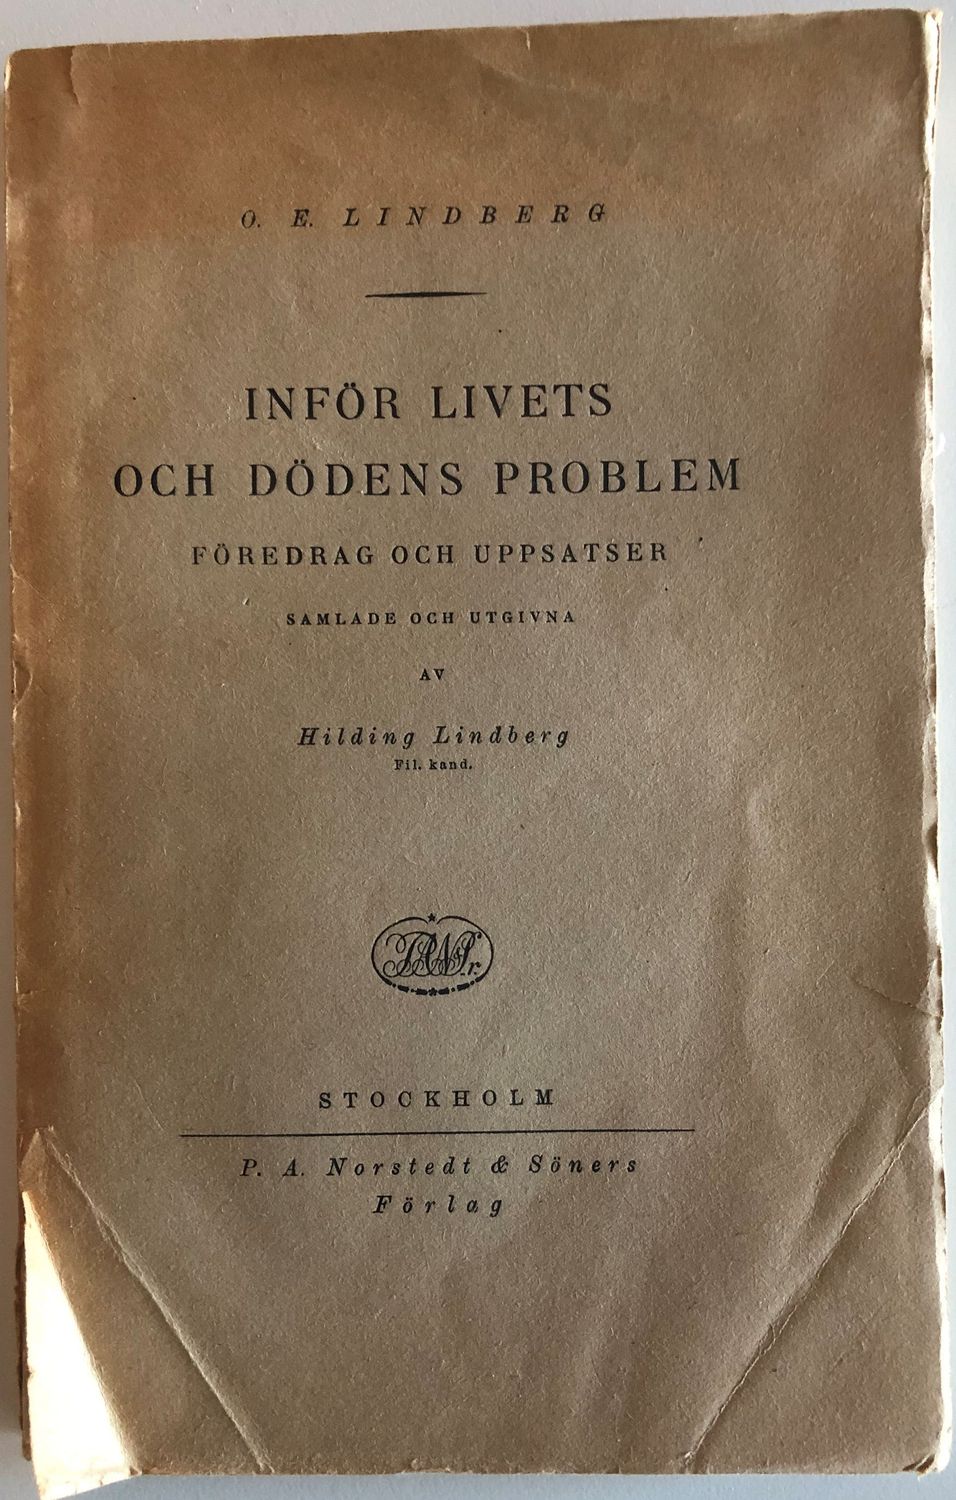 O. E. LINDBERG
INFÖR LIVETS
OCH DÖDENS PROBLEM
FÖREDRAG OCH UPPSATSER
SAMLADE OCH UTGIVNA
AV
Hilding Lindberg
Fil. kand.
STOCKHOLM
P. A. Norstedt & Söners
Förlag